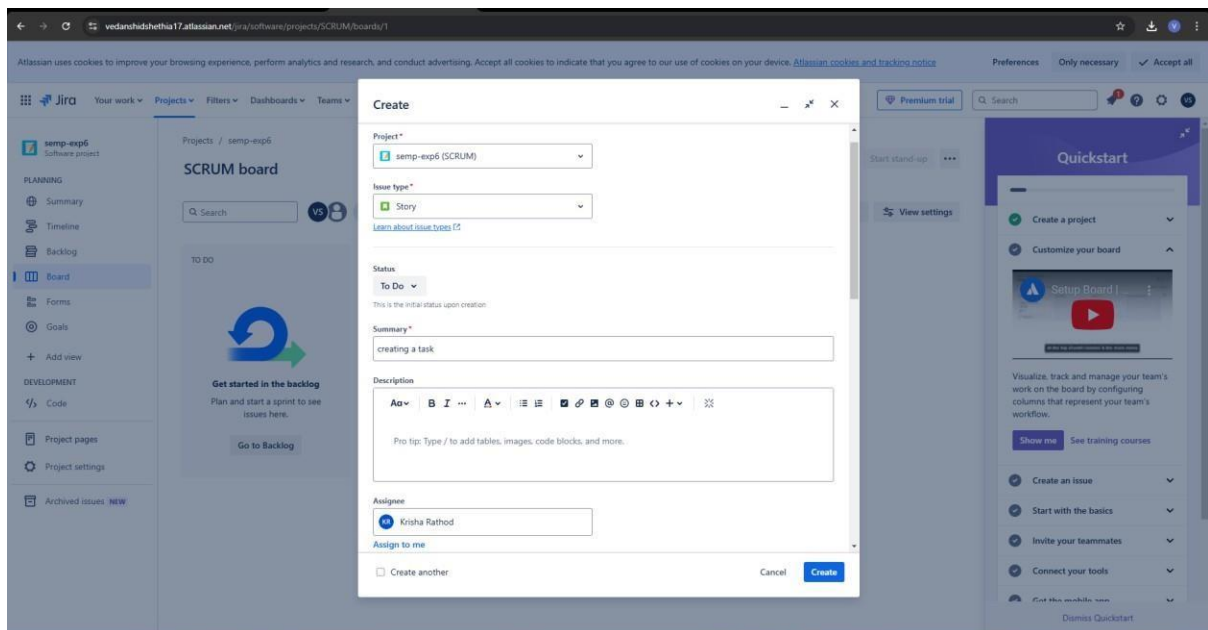 vedanshidshethia17.atlassian.net/jira/software/projects/SCRUM/boards/1
Atlassian uses cookies to improve your browsing experience, perform analytics and research, and conduct advertising. Accept all cookies to indicate that you agree to our use of cookies on your device. Atlassian cookies and tracking notice
Preferences
Only necessary
Accept all
Jira
Your work
Projects
Filters
Dashboards
Teams
Premium trial
Search
VS
semp-exp6
Software project
PLANNING
Summary
Timeline
Backlog
Board
Forms
Goals
Add view
DEVELOPMENT
Code
Project pages
Project settings
Archived issues NEW
Projects / semp-exp6
SCRUM board
Search
VS
TO DO
Get started in the backlog
Plan and start a sprint to see
issues here.
Go to Backlog
Create
Project *
semp-exp6 (SCRUM)
Issue type *
Story
Learn about issue types
Status
To Do
This is the initial status upon creation
Summary *
creating a task
Description
Aa B I ... A
Pro tip: Type / to add tables, images, code blocks, and more.
Assignee
KR Krisha Rathod
Assign to me
Create another
Cancel
Create
Start stand-up
View settings
Quickstart
Create a project
Customize your board
Setup Board |
Visualize, track and manage your team's
work on the board by configuring
columns that represent your team's
workflow.
Show me
See training courses
Create an issue
Start with the basics
Invite your teammates
Connect your tools
Get the mobile app
Dismiss Quickstart